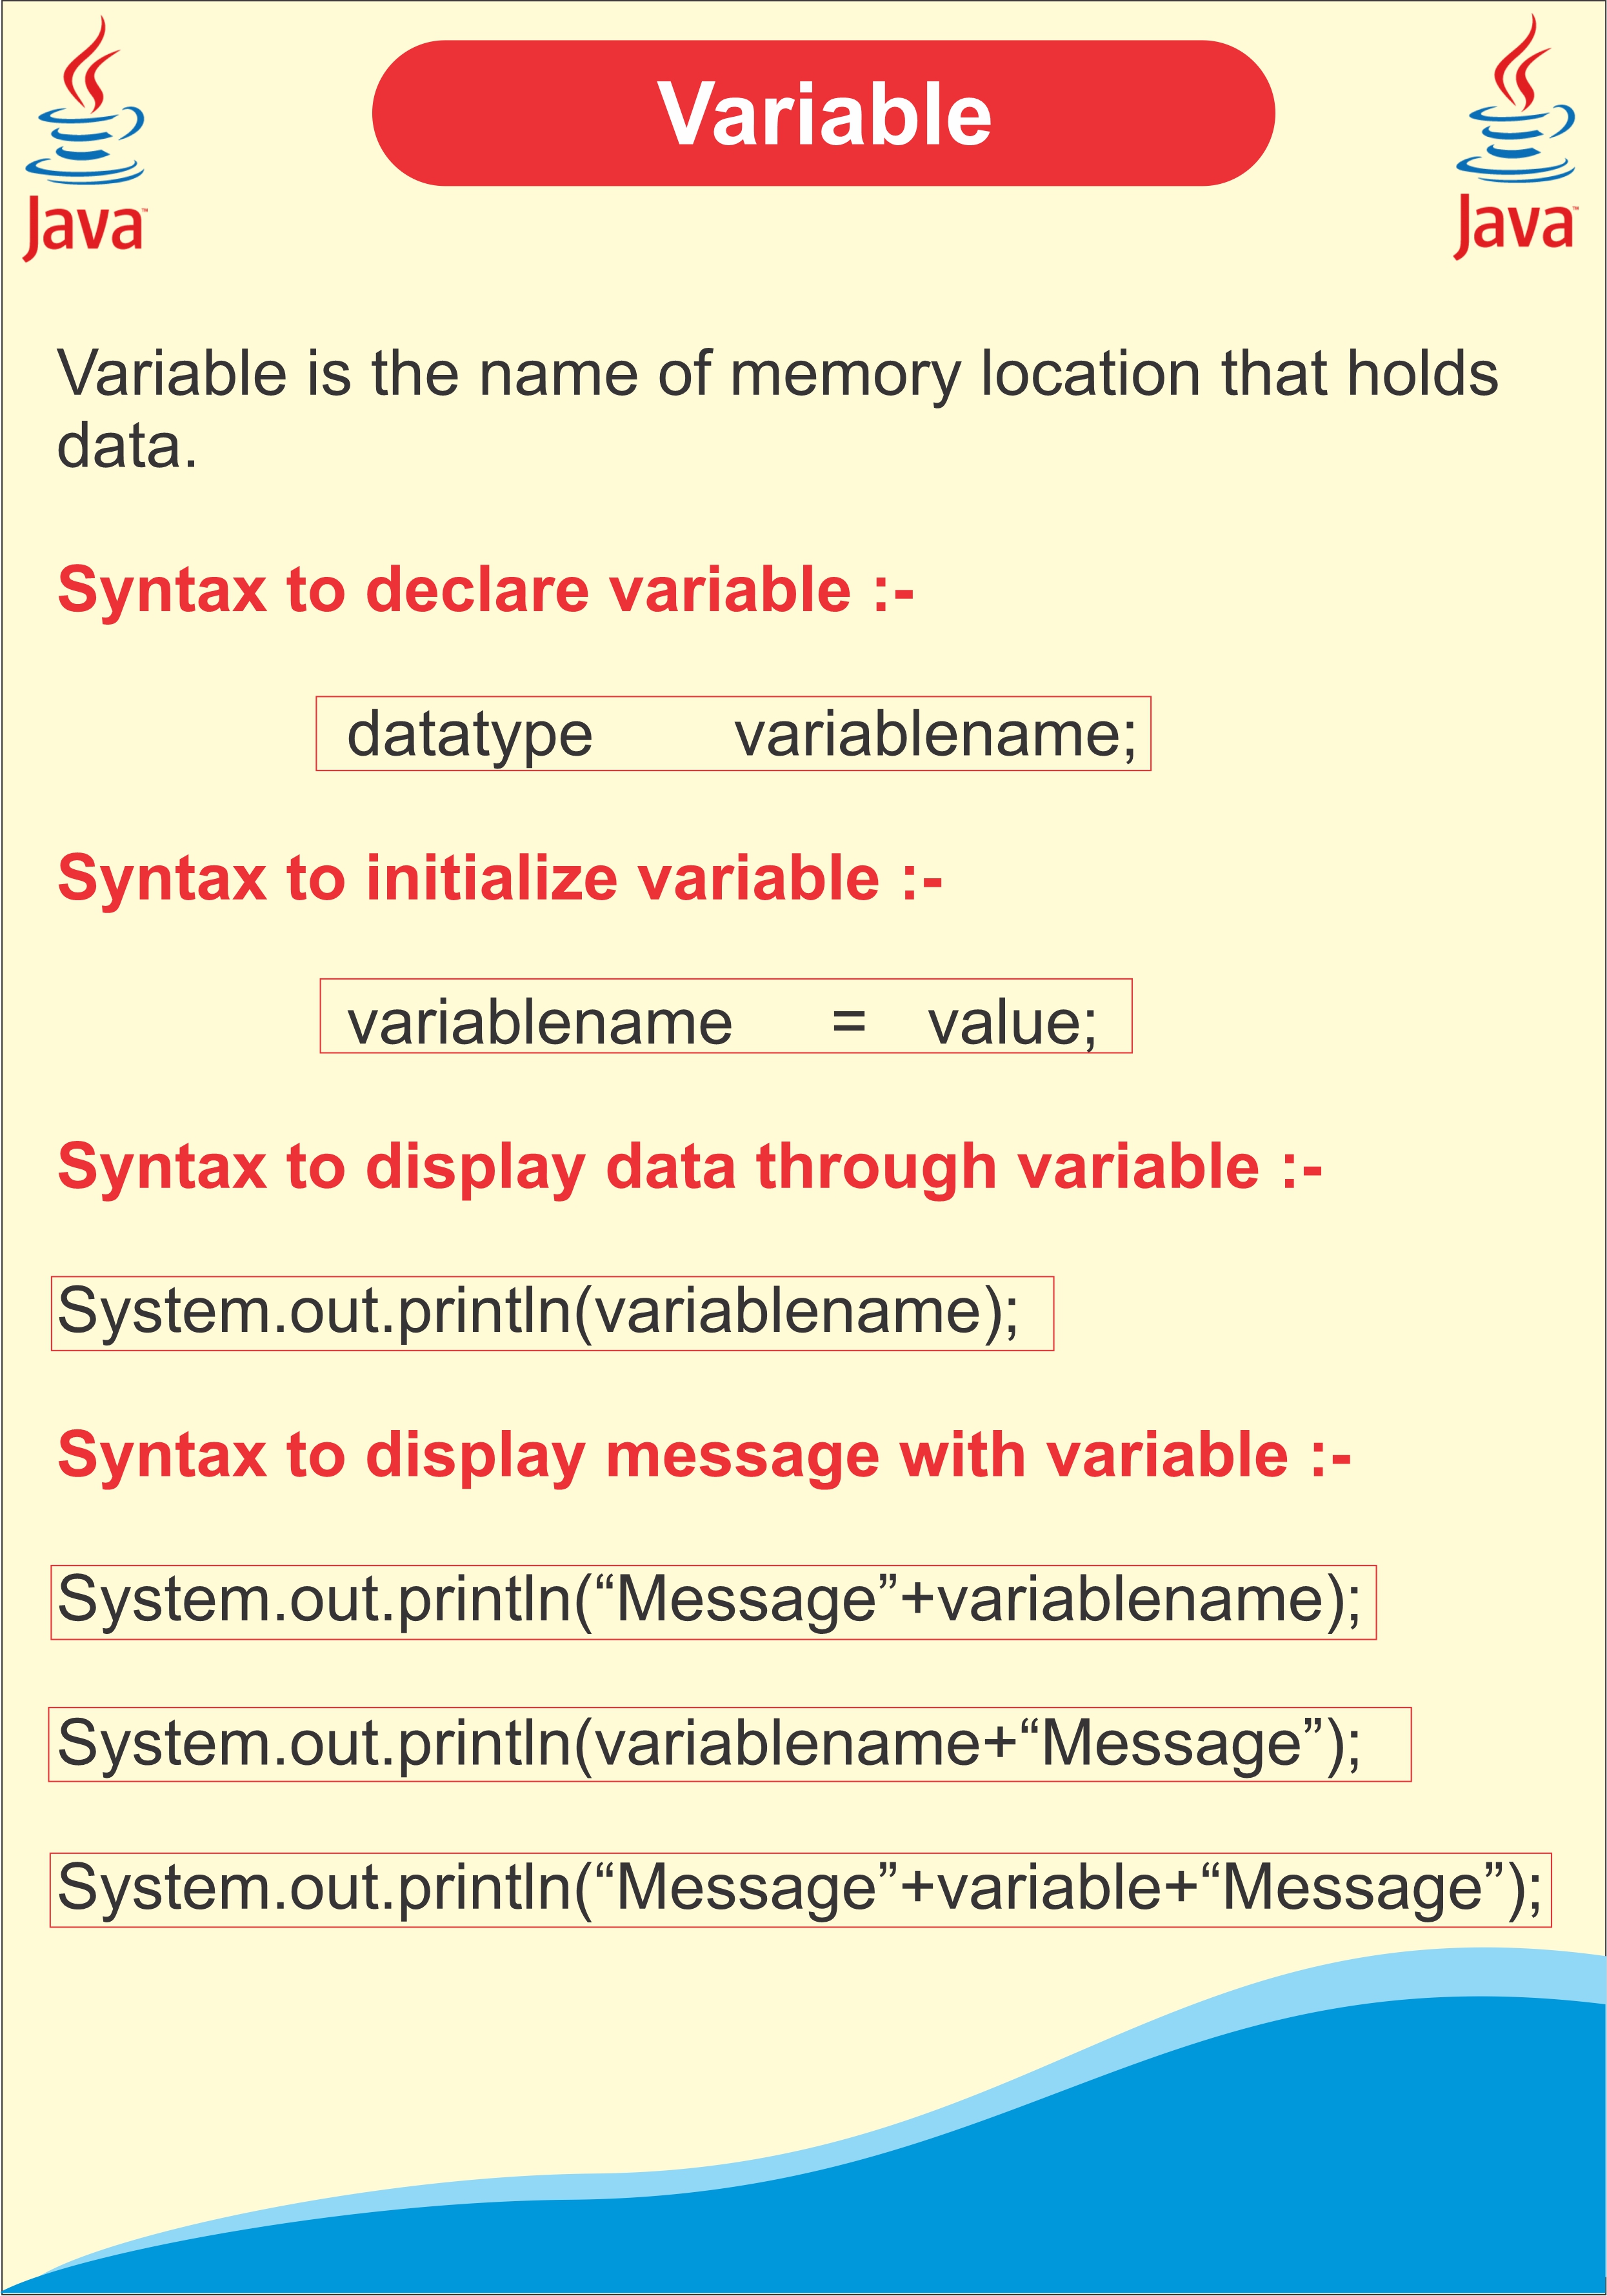 Java™
Variable
Java™
Variable is the name of memory location that holds
data.
Syntax to declare variable :-
datatype variablename;
Syntax to initialize variable :-
variablename = value;
Syntax to display data through variable :-
System.out.println(variablename);
Syntax to display message with variable :-
System.out.println(“Message”+variablename);
System.out.println(variablename+“Message”);
System.out.println(“Message”+variable+“Message”);